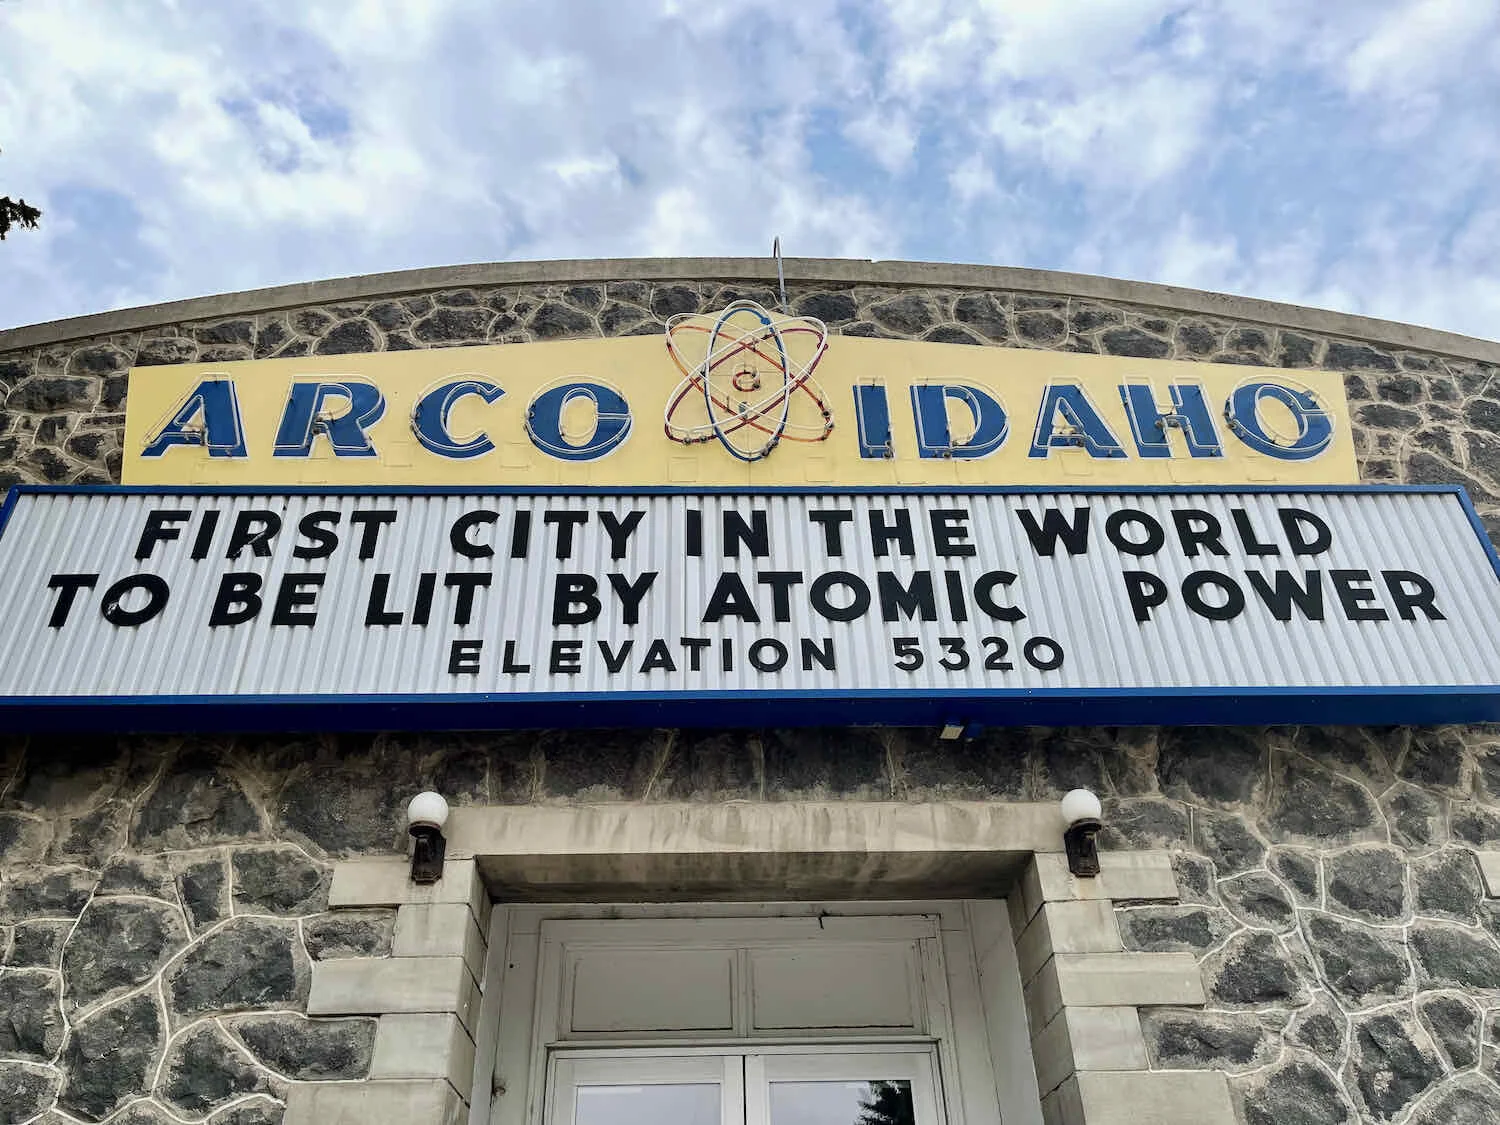 ARCO IDAHO
FIRST CITY IN THE WORLD
TO BE LIT BY ATOMIC POWER
ELEVATION 5320